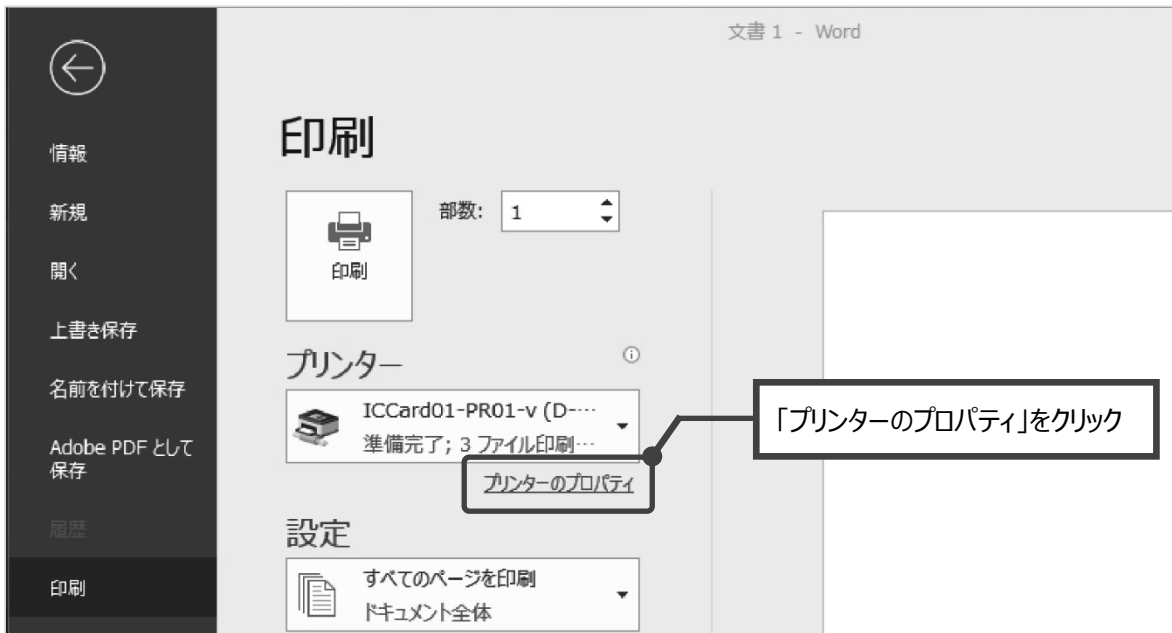 文書 1 - Word
情報
新規
開く
上書き保存
名前を付けて保存
Adobe PDF として
保存
履歴
印刷
印刷
印刷
部数: 1
プリンター
ICCard01-PR01-v (D-…
準備完了; 3 ファイル印刷…
プリンターのプロパティ
「プリンターのプロパティ」をクリック
設定
すべてのページを印刷
ドキュメント全体